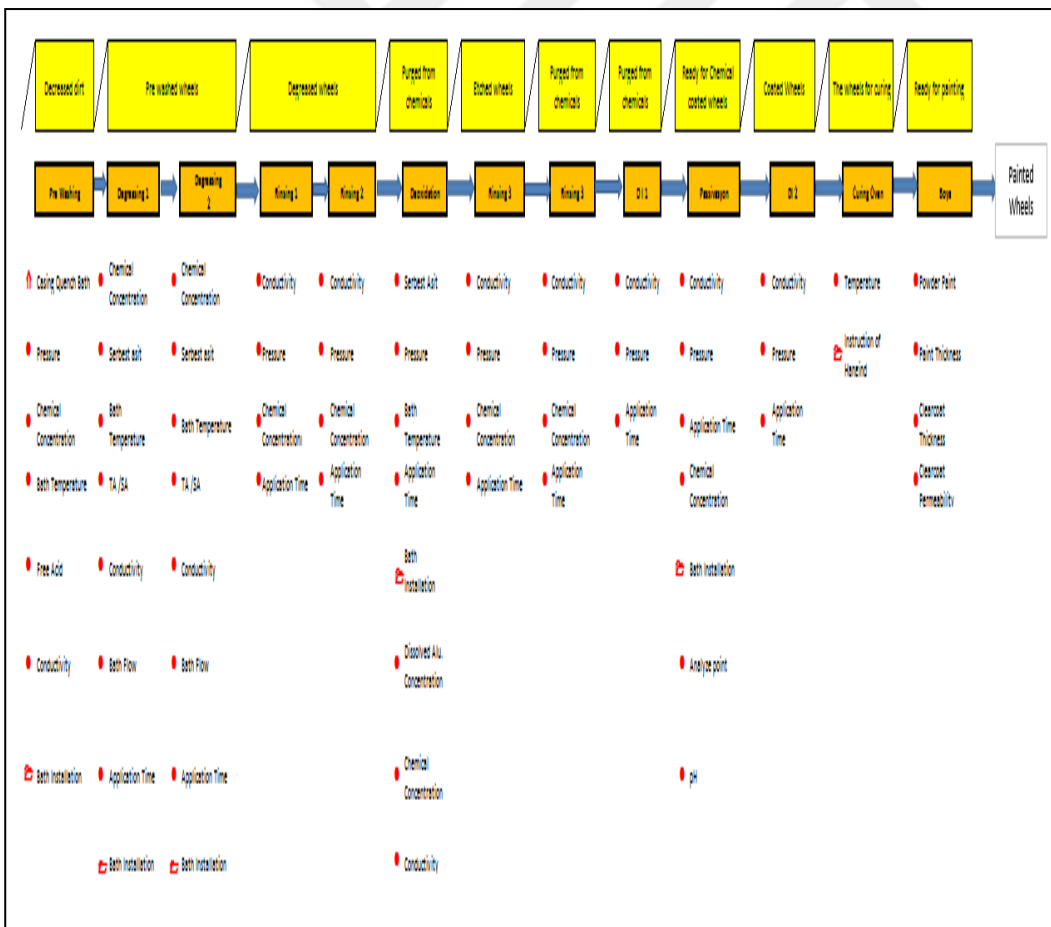 Decreased dirt
Pre washed wheels
Degreesed wheels
Purged from
chemicals
Etched wheels
Purged from
chemicals
Purged from
chemicals
Ready for Chemical
coated wheels
Coated Wheels
The wheels for curing
Ready for painting
Pre Washing
Degressing 1
Degressing
2
Rinsing 1
Rinsing 2
Deoxidation
Rinsing 3
Rinsing 3
DI 1
Passivasyon
DI 2
Curing Oven
Boya
Painted
Wheels
Casing Quench Bath
Chemical
Concentration
Chemical
Concentration
Conductivity
Conductivity
Serbest Asit
Conductivity
Conductivity
Conductivity
Conductivity
Conductivity
Temperature
Powder Paint
Pressure
Serbest asit
Serbest asit
Pressure
Pressure
Pressure
Pressure
Pressure
Pressure
Pressure
Pressure
Instruction of
Paint Thickness
Chemical
Concentration
Bath
Temperature
Bath Temperature
Chemical
Concentration
Chemical
Concentration
Bath
Temperature
Chemical
Concentration
Chemical
Concentration
Application
Time
Application Time
Application
Time
Clearcoat
Thickness
Bath Temperature
TA /SA
TA /SA
Application Time
Application
Time
Application
Time
Application Time
Application
Time
Chemical
Concentration
Clearcoat
Permeability
Free Acid
Conductivity
Conductivity
Bath
Installation
Bath Installation
Conductivity
Bath Flow
Bath Flow
Dissolved Alu.
Concentration
Analyze point
Bath Installation
Application Time
Application Time
Chemical
Concentration
pH
Bath Installation
Bath Installation
Conductivity